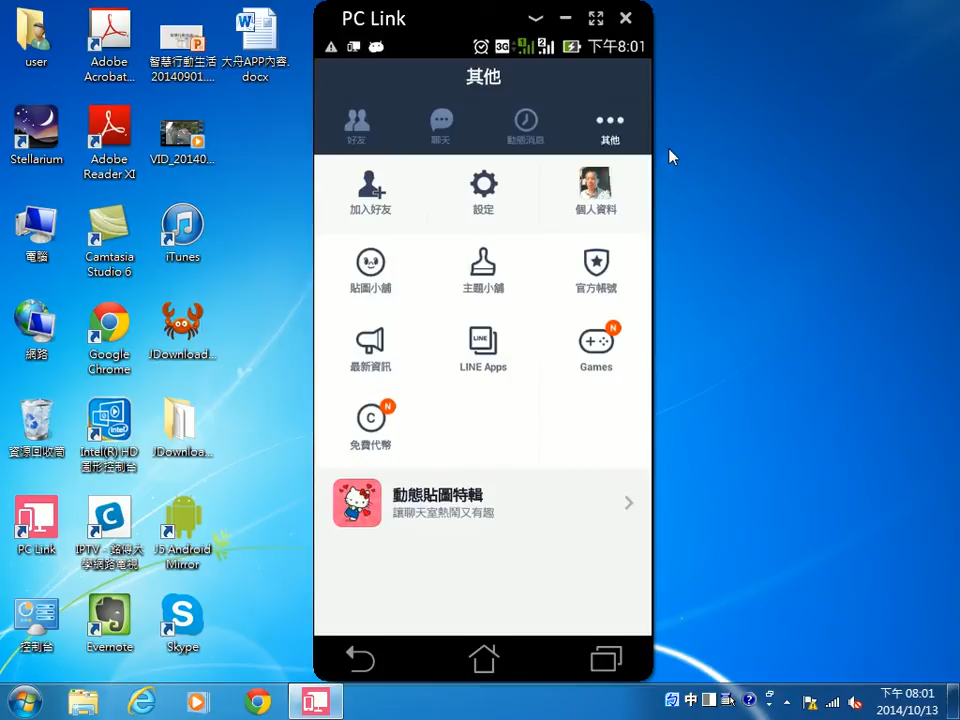 user
Adobe
Acrobat...
智慧行動生活
20140901....
大舟APP內容.
docx
Stellarium
Adobe
Reader XI
VID_20140...
電腦
Camtasia
Studio 6
iTunes
網路
Google
Chrome
JDownload...
資源回收筒
Intel(R) HD
圖形控制台
JDownloa...
PC Link
IPTV - 銘傳大
學網路電視
J5 Android
Mirror
控制台
Evernote
Skype
PC Link
3G
下午8:01
其他
好友
聊天
動態消息
其他
加入好友
設定
個人資料
貼圖小舖
主題小舖
官方帳號
最新資訊
LINE
LINE Apps
N
Games
N
C
免費代幣
動態貼圖特輯
讓聊天室熱鬧又有趣
中
下午 08:01
2014/10/13